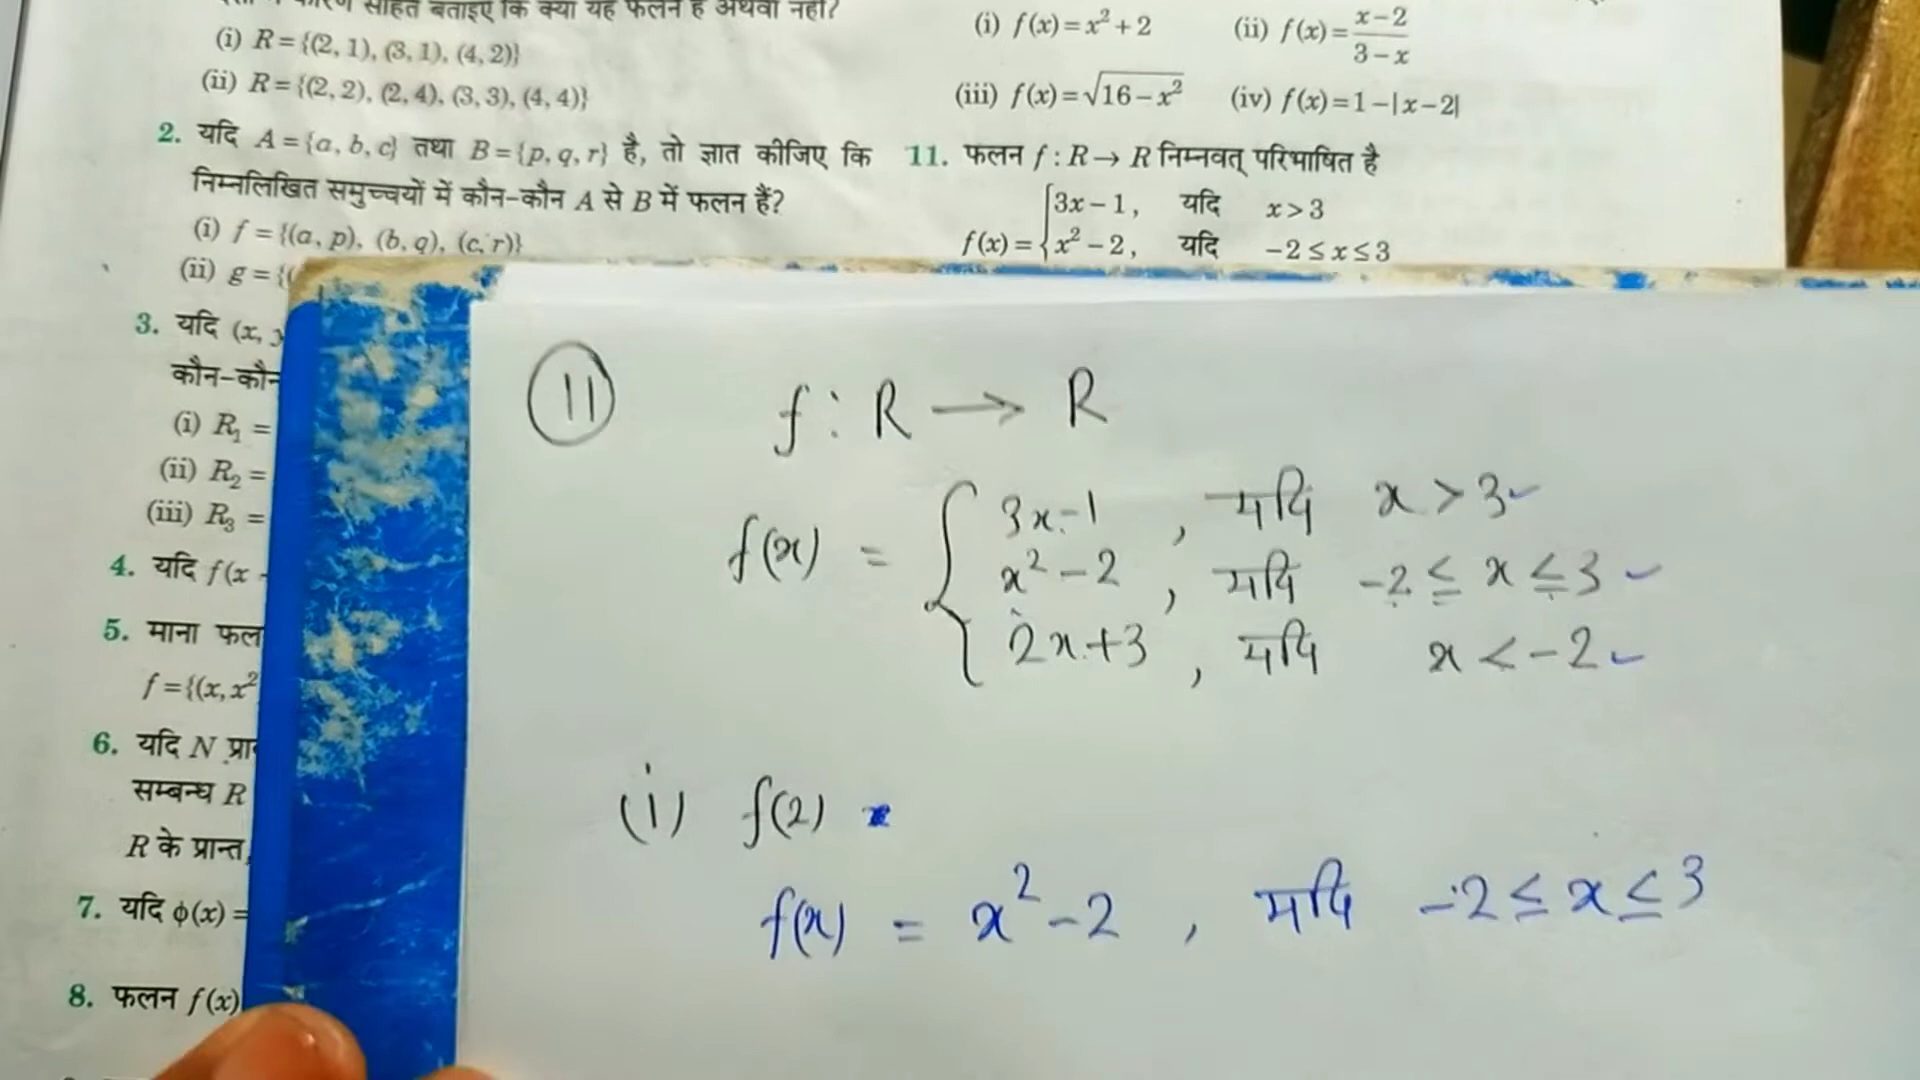 सहित बताइए कि क्या यह फलन है अथवा नहीं?
(i) R = {(2, 1), (3, 1), (4, 2)}
(ii) R = {(2, 2), (2, 4), (3, 3), (4, 4)}
2. यदि A = {a, b, c} तथा B = {p, q, r} है, तो ज्ञात कीजिए कि
निम्नलिखित समुच्चयों में कौन-कौन A से B में फलन हैं?
(i) f = {(a, p), (b, q), (c, r)}
(ii) g = {(
3. यदि (x,
कौन-कौन
(i) R₁ =
(ii) R₂ =
(iii) R₃ =
4. यदि f(x
5. माना फल
f = {(x, x²
6. यदि N प्रा
सम्बन्ध R
R के प्रान्त
7. यदि φ(x) =
8. फलन f(x)
(i) f(x) = x² + 2 (ii) f(x) = (x−2)/(3−x)
(iii) f(x) = √(16 − x²) (iv) f(x) = 1 − |x − 2|
11. फलन f : R → R निम्नवत् परिभाषित है
3x − 1, यदि x > 3
f(x) = { x² − 2, यदि −2 ≤ x ≤ 3
11 f : R → R
3x − 1 , यदि x > 3
f(x) = { x² − 2 , यदि −2 ≤ x ≤ 3
2x + 3 , यदि x < −2
(i) f(2)
f(x) = x² − 2 , यदि −2 ≤ x ≤ 3